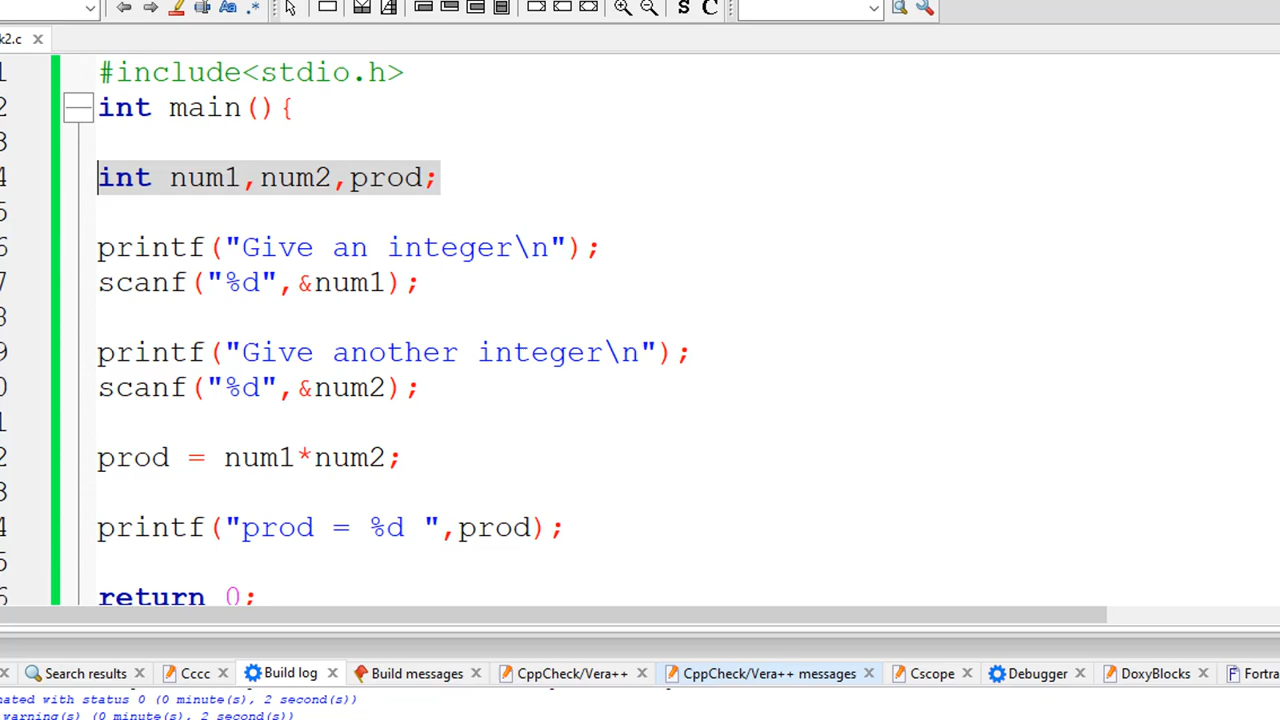 S C
k2.c
1 #include<stdio.h>
2 int main(){
3
4 int num1,num2,prod;
5
6 printf("Give an integer\n");
7 scanf("%d",&num1);
8
9 printf("Give another integer\n");
0 scanf("%d",&num2);
1
2 prod = num1*num2;
3
4 printf("prod = %d ",prod);
5
6 return 0;
Search results Cccc Build log Build messages CppCheck/Vera++ CppCheck/Vera++ messages Cscope Debugger DoxyBlocks Fortra
nated with status 0 (0 minute(s), 2 second(s))
warning(s) (0 minute(s), 2 second(s))